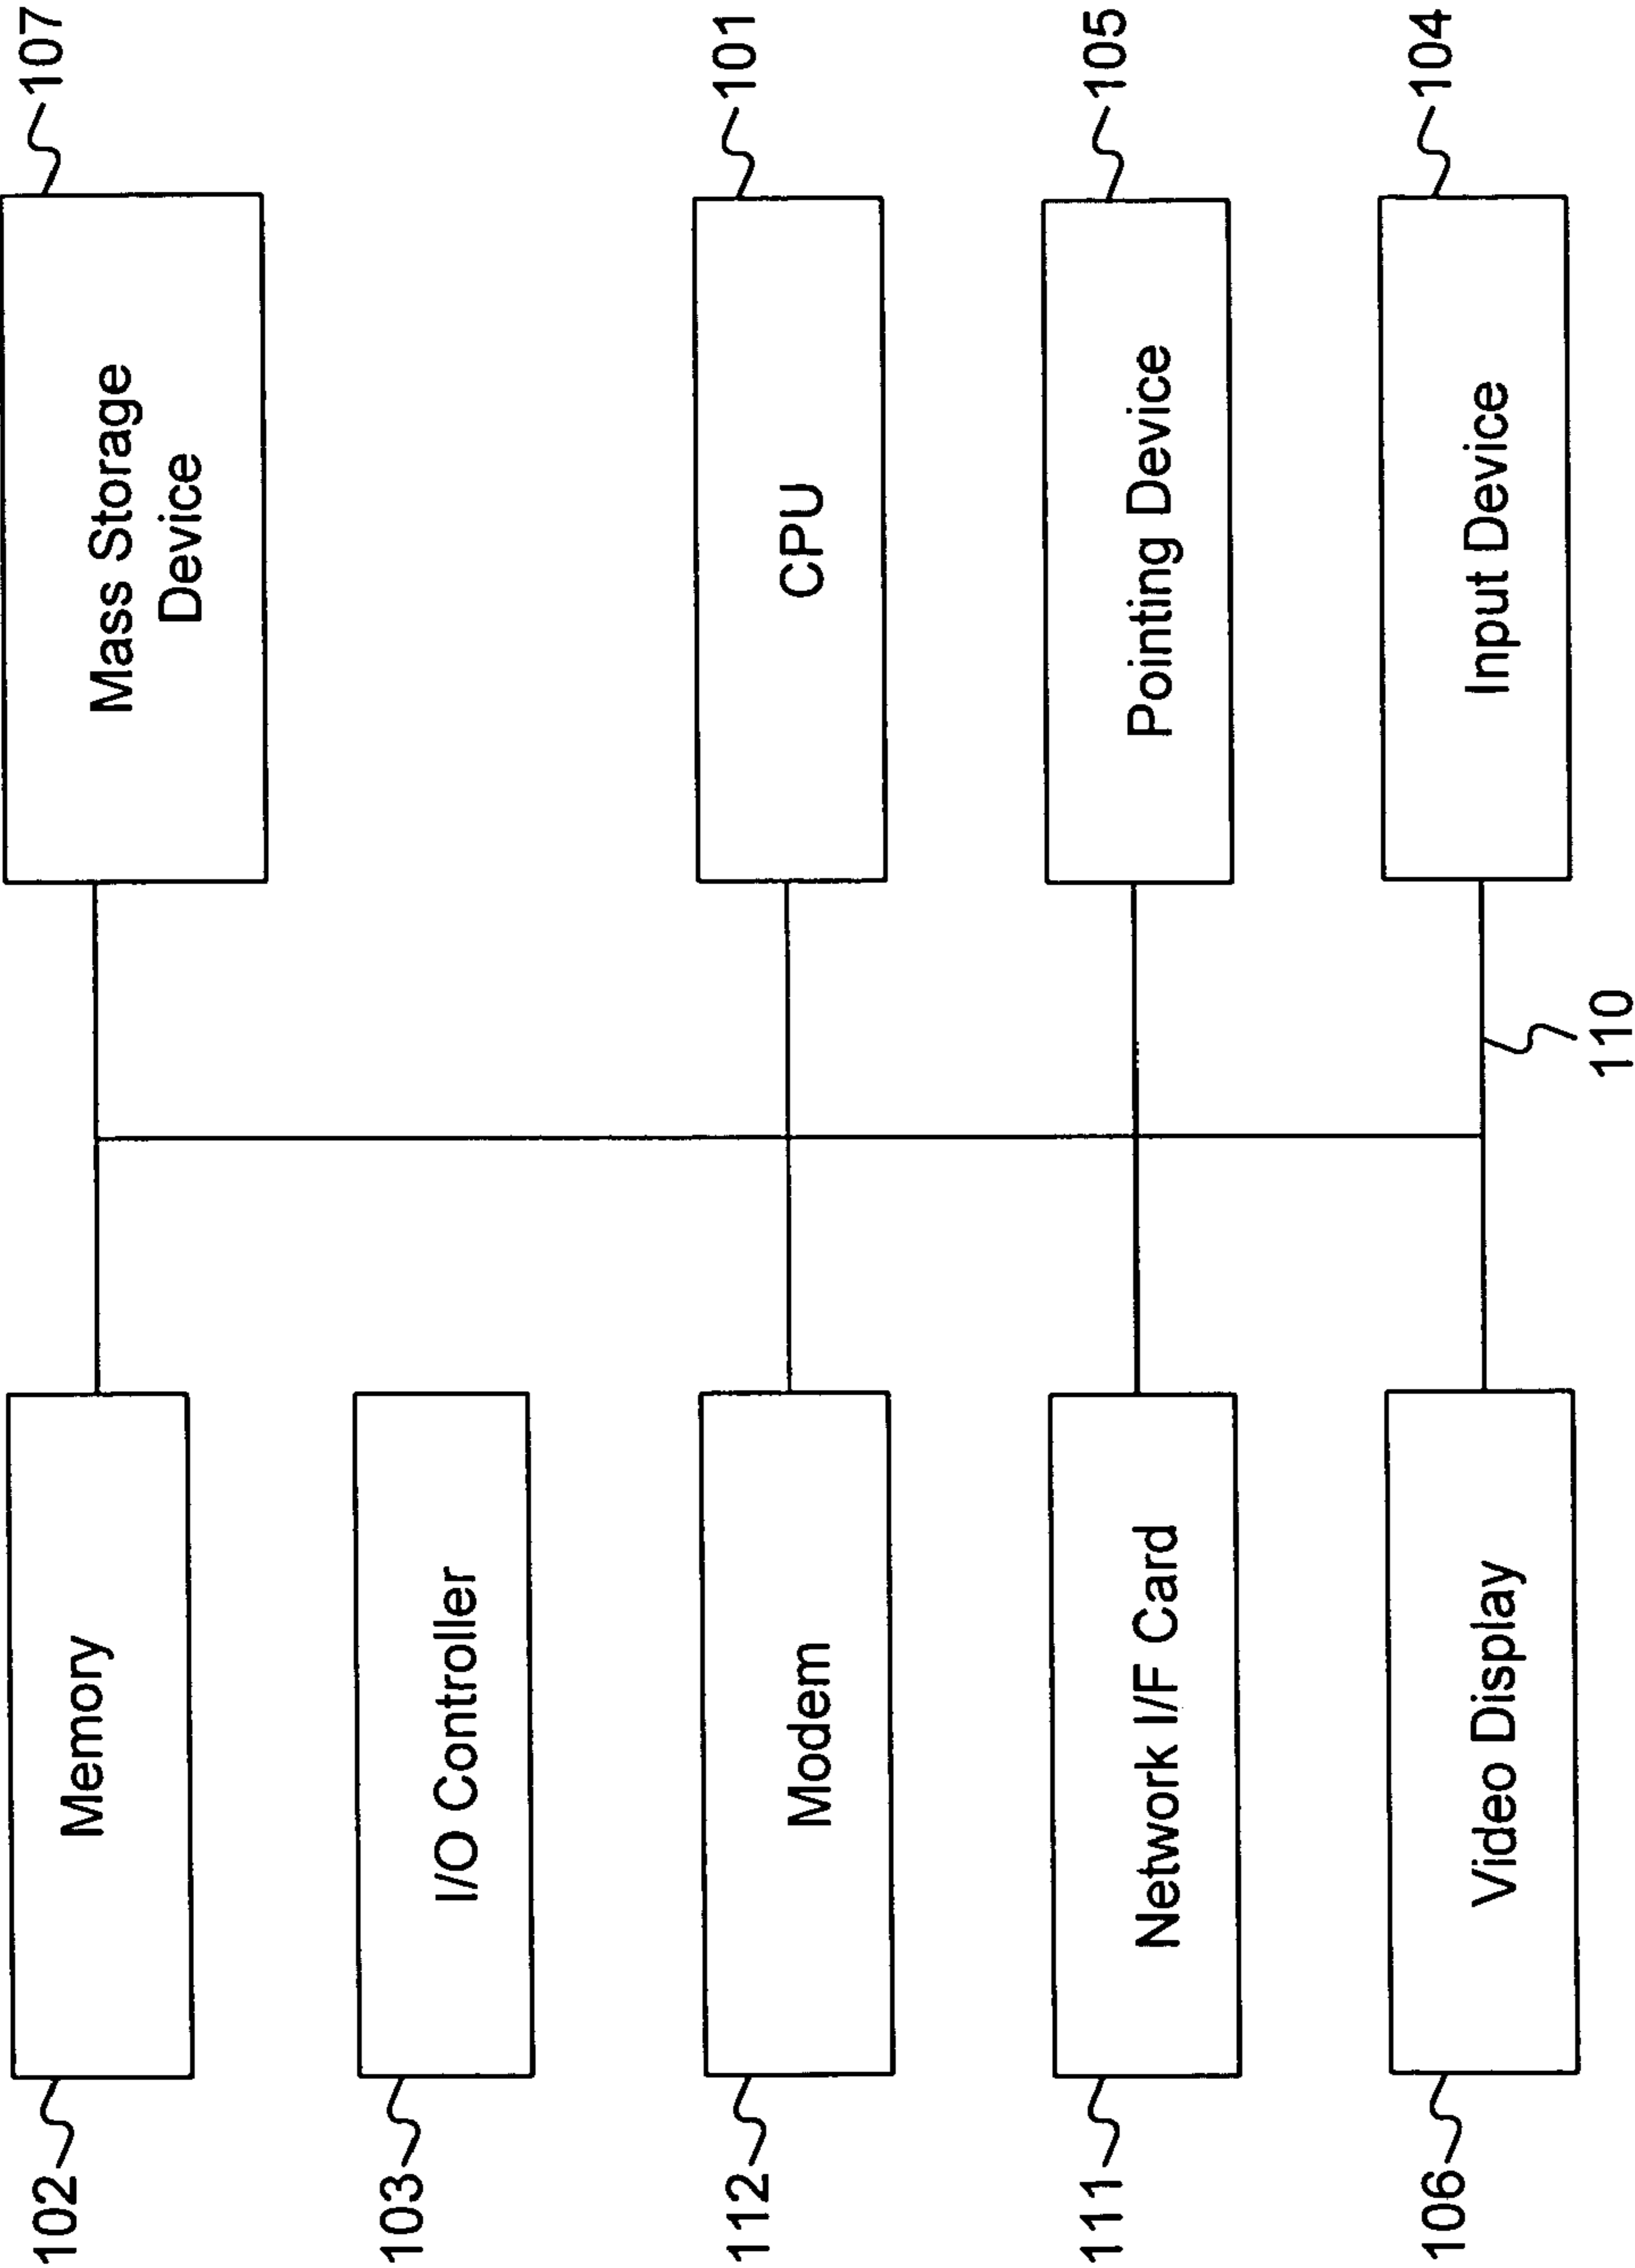 102
Memory
Mass Storage
Device
107
103
I/O Controller
112
Modem
CPU
101
111
Network I/F Card
Pointing Device
105
106
Video Display
Input Device
104
110